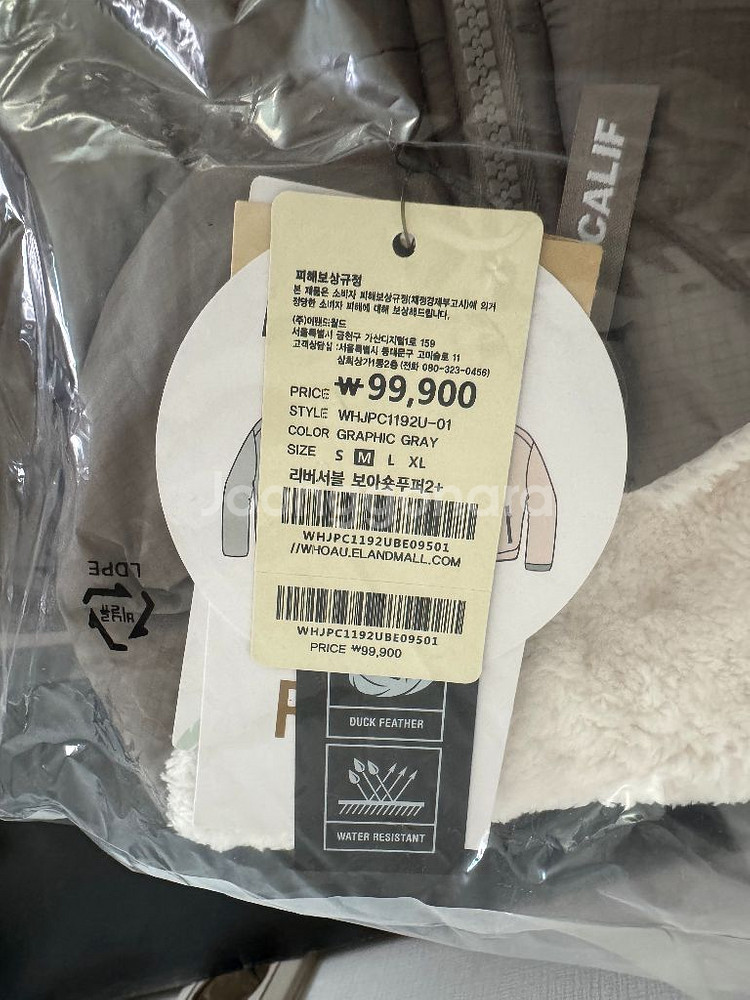 CALIF
피해보상규정
본 제품은 소비자 피해보상규정(재정경제부고시)에 의거
정당한 소비자 피해에 대해 보상해드립니다.
(주)이랜드월드
서울특별시 금천구 가산디지털1로 159
고객상담실 :서울특별시 동대문구 고미술로 11
상희상가1동2층 (전화 080-323-0456)
PRICE ₩99,900
STYLE WHJPC1192U-01
COLOR GRAPHIC GRAY
SIZE S M L XL
리버서블 보아숏푸퍼2+
Joonggonara
WHJPC1192UBE09501
//WHOAU.ELANDMALL.COM
WHJPC1192UBE09501
PRICE ₩99,900
LDPE
비닐류
DUCK FEATHER
WATER RESISTANT